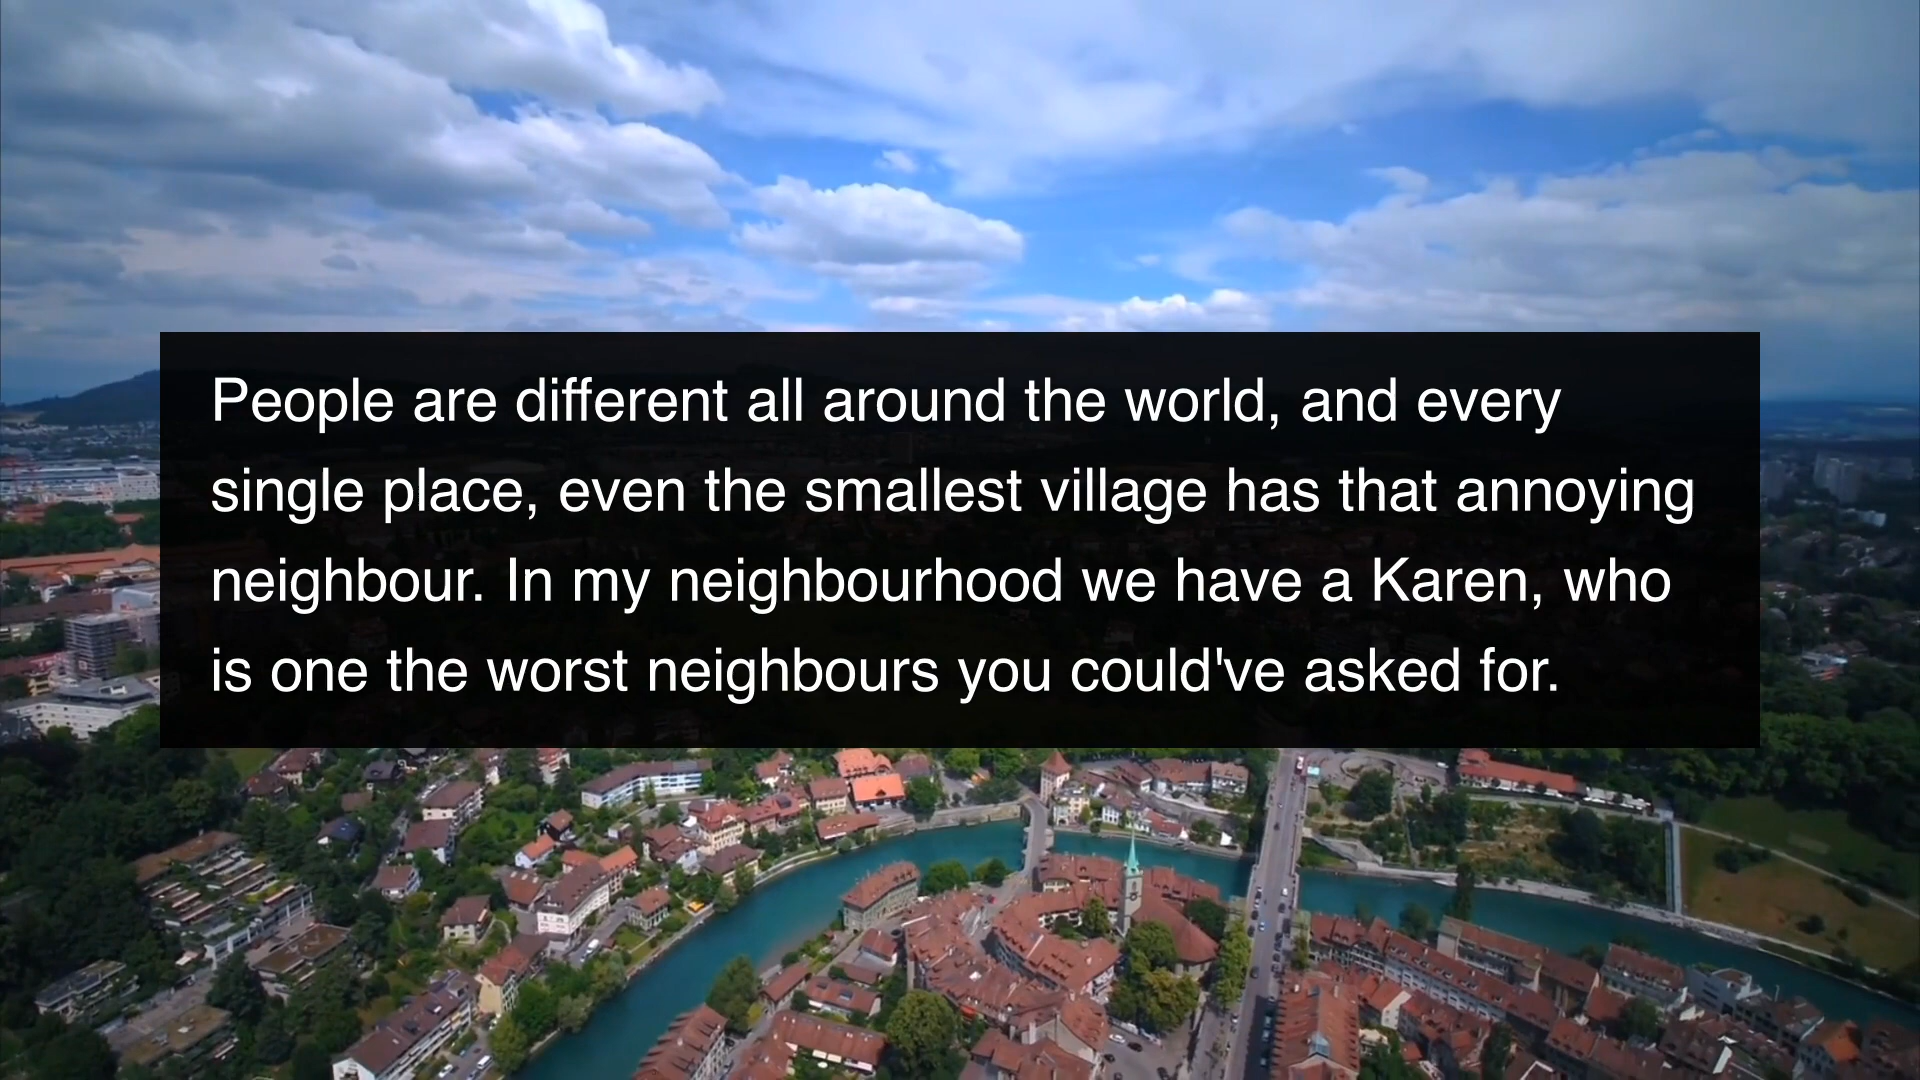 People are different all around the world, and every
single place, even the smallest village has that annoying
neighbour. In my neighbourhood we have a Karen, who
is one the worst neighbours you could've asked for.